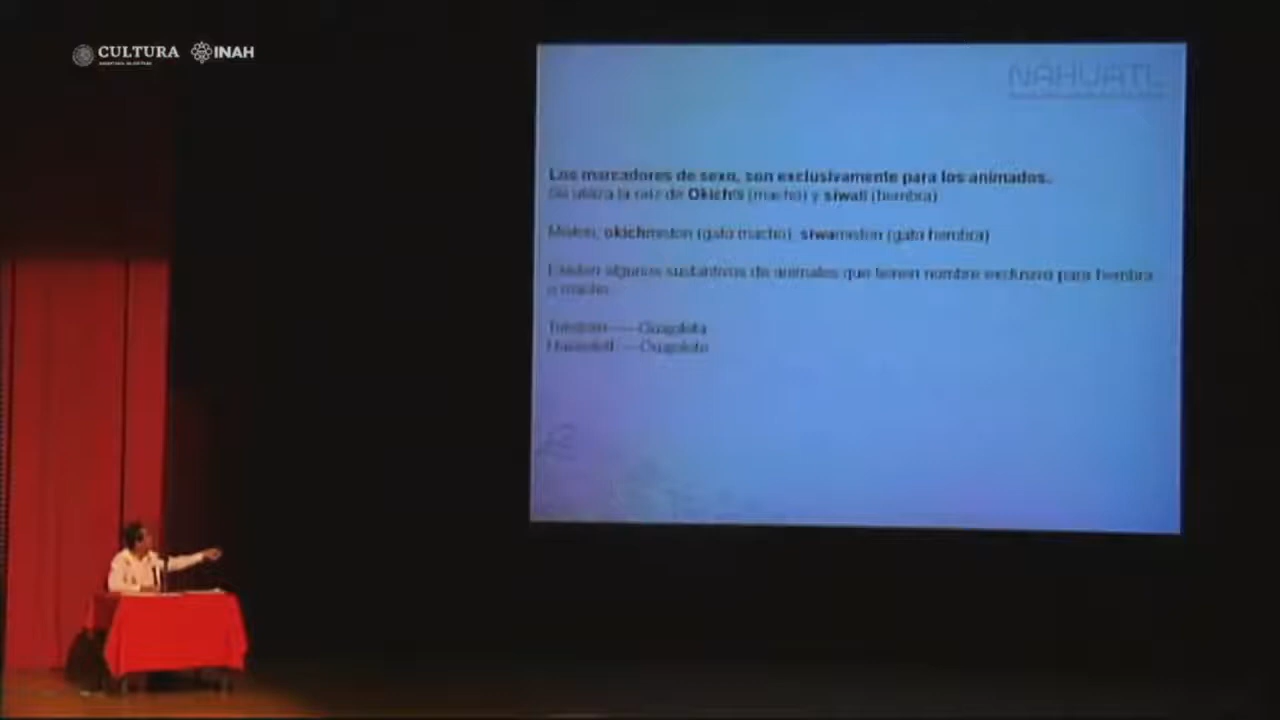 CULTURA
INAH
NAHUATL
Los marcadores de sexo, son exclusivamente para los animados.
Se utiliza la raíz de Okichtli (macho) y siwatl (hembra)
Miston, okichmiston (gato macho), siwamiston (gato hembra)
Existen algunos sustantivos de animales que tienen nombre exclusivo para hembra
o macho
Guajolota
Guajolote